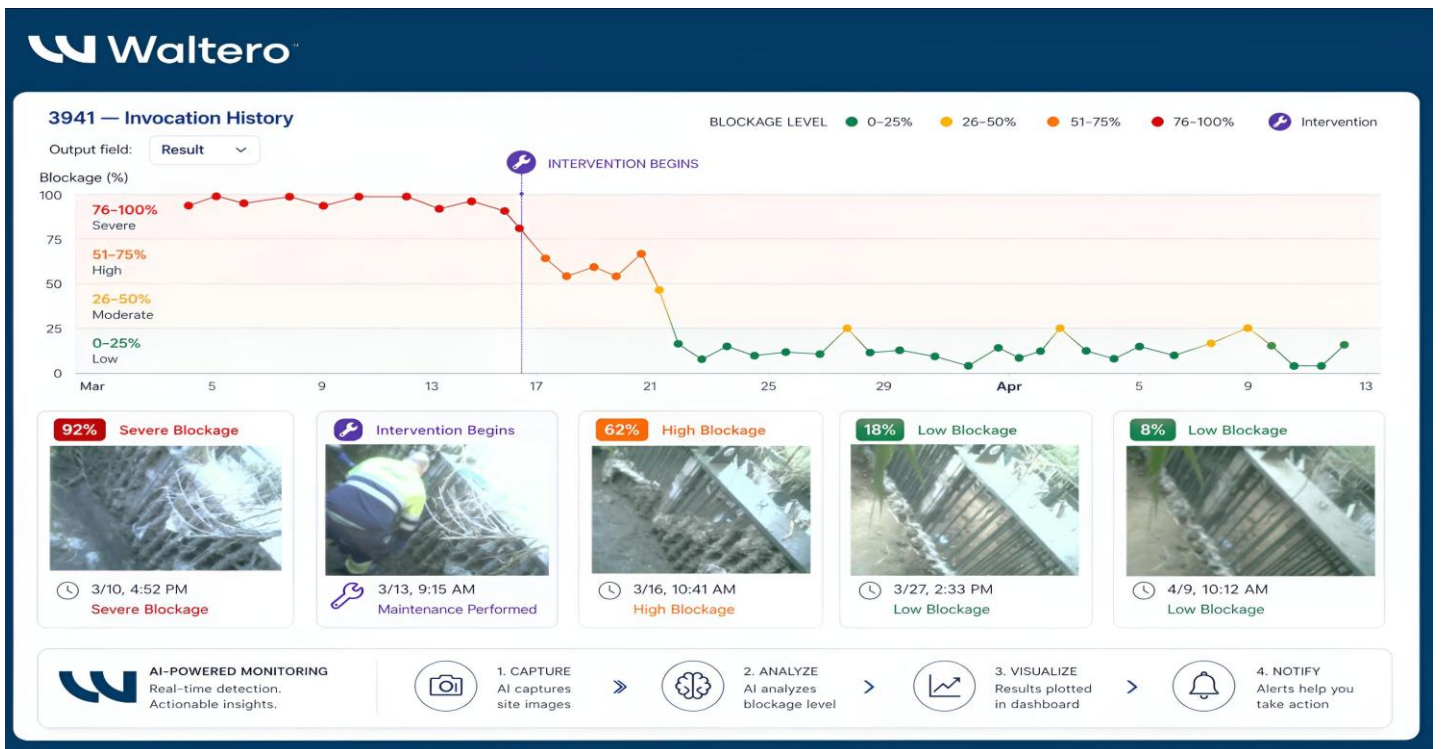 Waltero
3941 — Invocation History
BLOCKAGE LEVEL 0–25% 26–50% 51–75% 76–100% Intervention
Output field: Result
INTERVENTION BEGINS
Blockage (%)
100
76–100%
Severe
75
51–75%
High
50
26–50%
Moderate
25
0–25%
Low
0
Mar 5 9 13 17 21 25 29 Apr 5 9 13
92% Severe Blockage
3/10, 4:52 PM
Severe Blockage
Intervention Begins
3/13, 9:15 AM
Maintenance Performed
62% High Blockage
3/16, 10:41 AM
High Blockage
18% Low Blockage
3/27, 2:33 PM
Low Blockage
8% Low Blockage
4/9, 10:12 AM
Low Blockage
AI-POWERED MONITORING
Real-time detection.
Actionable insights.
1. CAPTURE
AI captures
site images
2. ANALYZE
AI analyzes
blockage level
3. VISUALIZE
Results plotted
in dashboard
4. NOTIFY
Alerts help you
take action